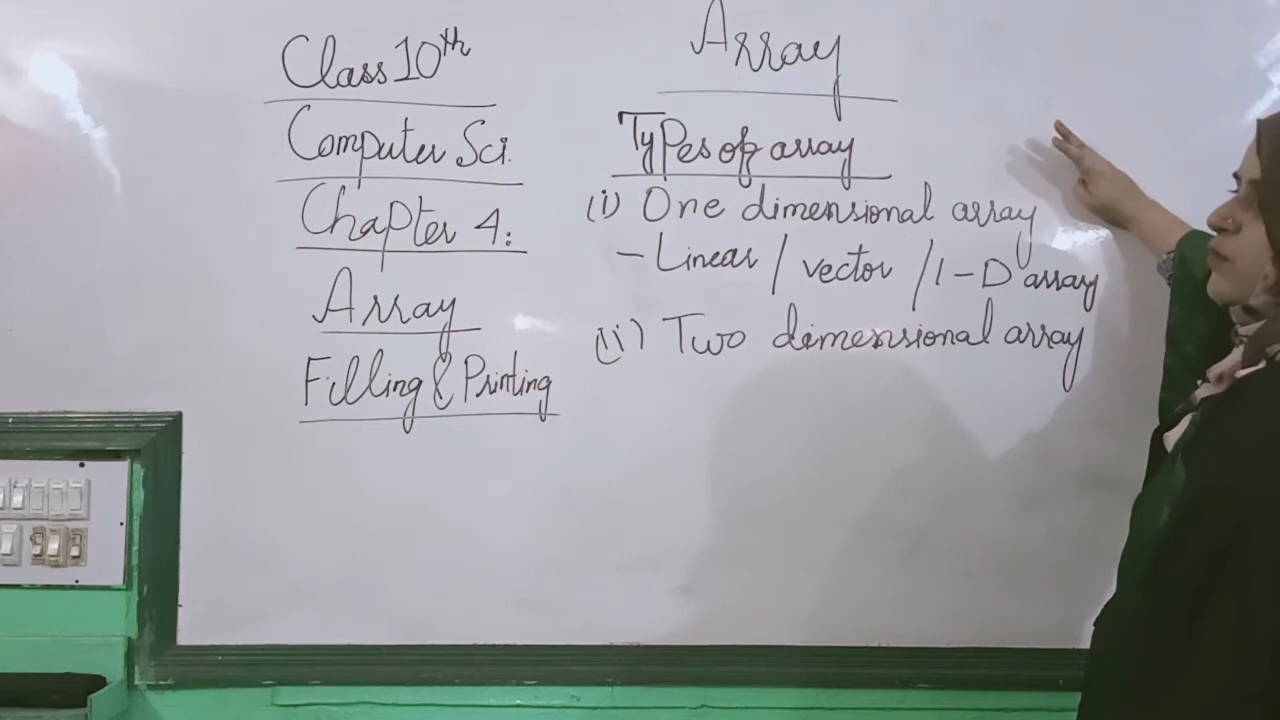 Class 10th
Computer Sci.
Chapter 4:
Array
Filling & Printing
Array
Types of array
(i) One dimensional array
- Linear / vector / 1-D array
(ii) Two dimensional array